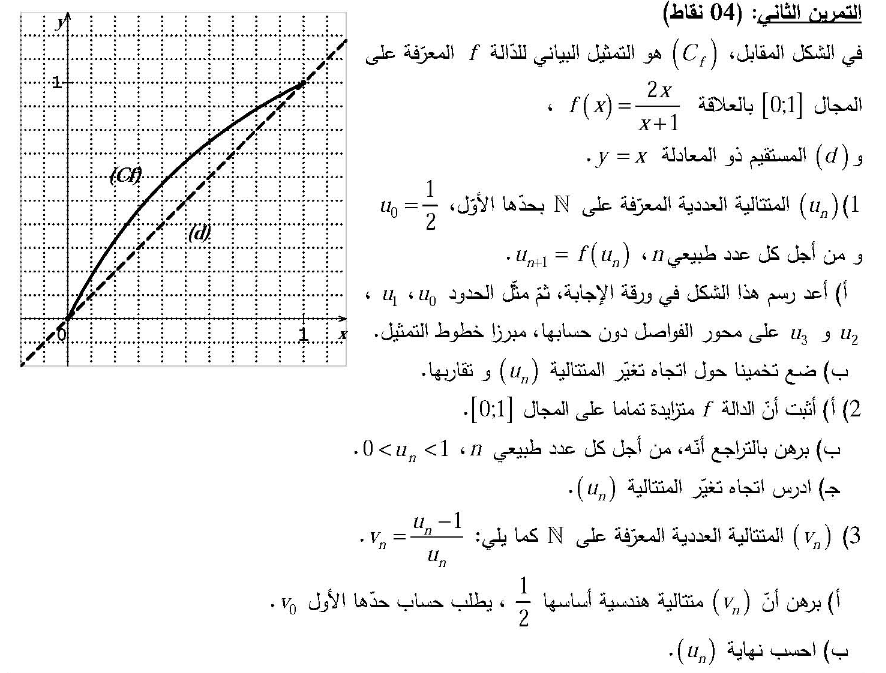 التمرين الثاني: (04 نقاط)
في الشكل المقابل، (C_f) هو التمثيل البياني للدّالة f المعرّفة على
المجال [0;1] بالعلاقة f(x) = \frac{2x}{x+1} ،
و (d) المستقيم ذو المعادلة y = x .
1) (u_n) المتتالية العددية المعرّفة على ℕ بحدّها الأوّل، u_0 = \frac{1}{2}
و من أجل كل عدد طبيعي n ، u_{n+1} = f(u_n) .
أ) أعد رسم هذا الشكل في ورقة الإجابة، ثمّ مثّل الحدود u_0 ، u_1 ،
u_2 و u_3 على محور الفواصل دون حسابها، مبرزا خطوط التمثيل.
ب) ضع تخمينا حول اتجاه تغيّر المتتالية (u_n) و تقاربها.
2) أ) أثبت أنّ الدالة f متزايدة تماما على المجال [0;1].
ب) برهن بالتراجع أنّه، من أجل كل عدد طبيعي n ، 0 < u_n < 1 .
جـ) ادرس اتجاه تغيّر المتتالية (u_n) .
3) (v_n) المتتالية العددية المعرّفة على ℕ كما يلي: v_n = \frac{u_n - 1}{u_n} .
أ) برهن أنّ (v_n) متتالية هندسية أساسها \frac{1}{2} ، يطلب حساب حدّها الأول v_0 .
ب) احسب نهاية (u_n) .
y
1
(Cf)
(d)
0
1
x